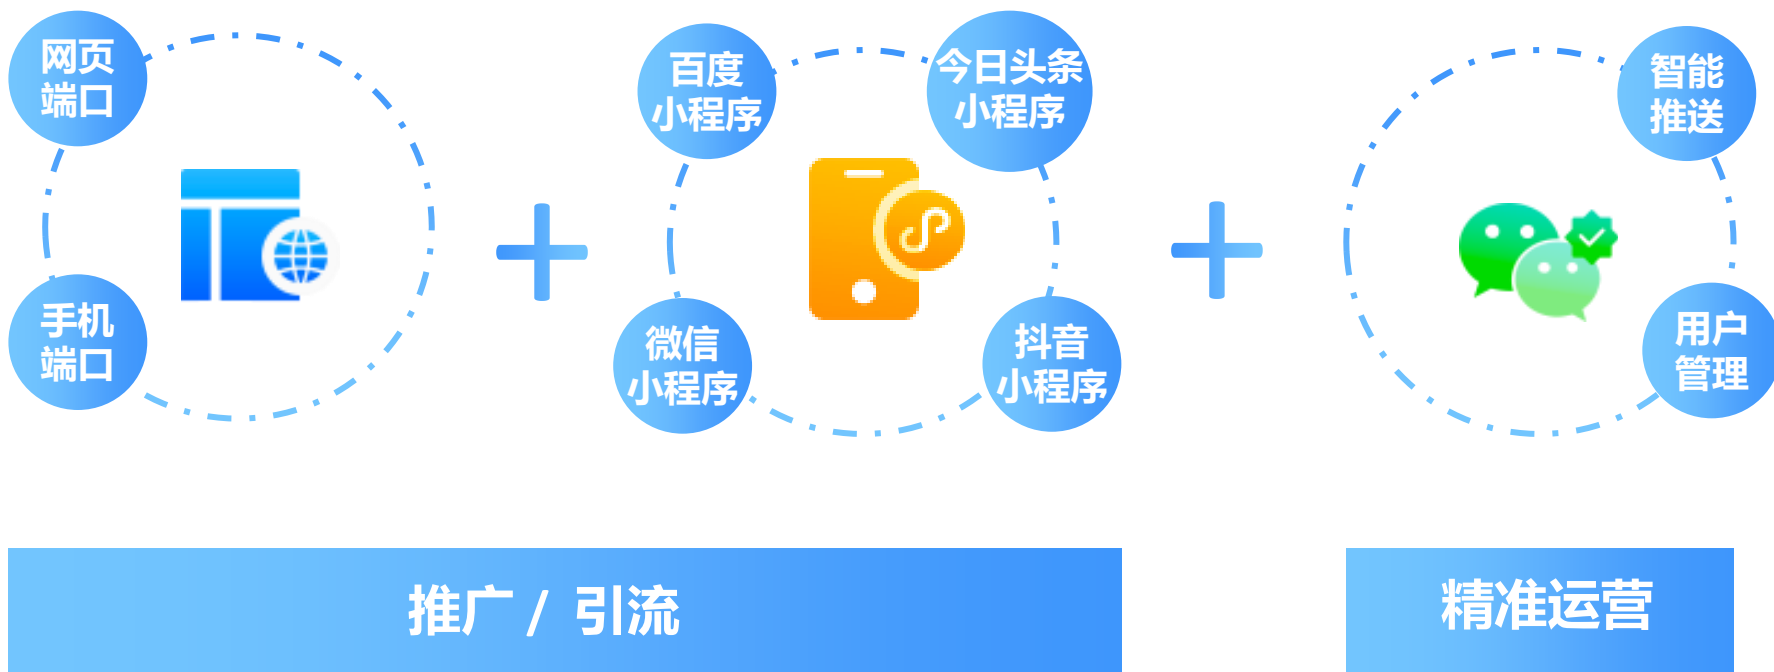 网页
端口
手机
端口
百度
小程序
今日头条
小程序
微信
小程序
抖音
小程序
智能
推送
用户
管理
推广 / 引流
精准运营